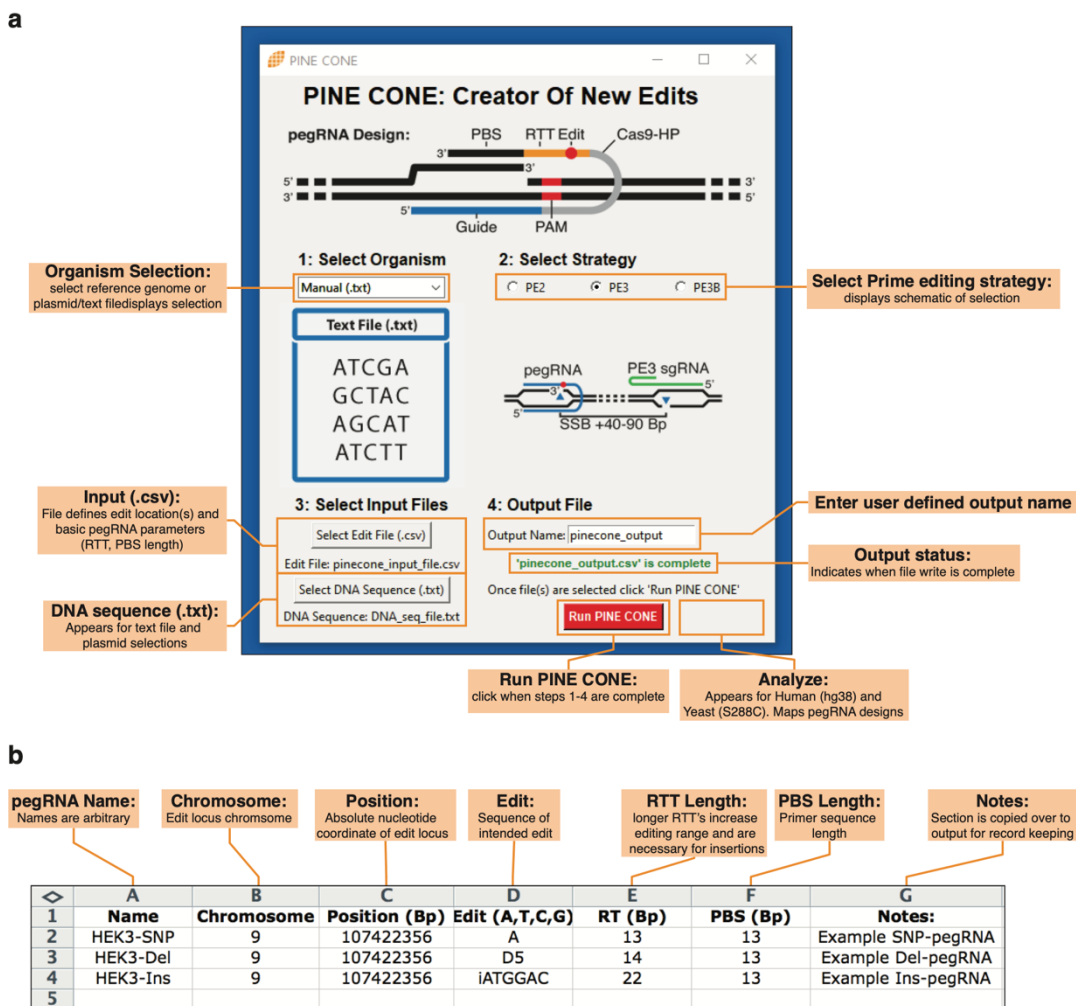 a
PINE CONE
PINE CONE: Creator Of New Edits
pegRNA Design:
PBS
RTT Edit
Cas9-HP
3'
3'
5'
3'
3'
5'
5'
Guide
PAM
1: Select Organism
2: Select Strategy
Organism Selection:
select reference genome or
plasmid/text filedisplays selection
Manual (.txt)
PE2
PE3
PE3B
Select Prime editing strategy:
displays schematic of selection
Text File (.txt)
ATCGA
GCTAC
AGCAT
ATCTT
pegRNA
PE3 sgRNA
3'
5'
5'
SSB +40-90 Bp
Input (.csv):
File defines edit location(s) and
basic pegRNA parameters
(RTT, PBS length)
3: Select Input Files
4: Output File
Select Edit File (.csv)
Edit File: pinecone_input_file.csv
Output Name: pinecone_output
'pinecone_output.csv' is complete
Enter user defined output name
Output status:
Indicates when file write is complete
Select DNA Sequence (.txt)
DNA Sequence: DNA_seq_file.txt
Once file(s) are selected click 'Run PINE CONE'
Run PINE CONE
DNA sequence (.txt):
Appears for text file and
plasmid selections
Run PINE CONE:
click when steps 1-4 are complete
Analyze:
Appears for Human (hg38) and
Yeast (S288C). Maps pegRNA designs
b
pegRNA Name:
Names are arbitrary
Chromosome:
Edit locus chromsome
Position:
Absolute nucleotide
coordinate of edit locus
Edit:
Sequence of
intended edit
RTT Length:
longer RTT's increase
editing range and are
necessary for insertions
PBS Length:
Primer sequence
length
Notes:
Section is copied over to
output for record keeping
A B C D E F G
1 Name Chromosome Position (Bp) Edit (A,T,C,G) RT (Bp) PBS (Bp) Notes:
2 HEK3-SNP 9 107422356 A 13 13 Example SNP-pegRNA
3 HEK3-Del 9 107422356 D5 14 13 Example Del-pegRNA
4 HEK3-Ins 9 107422356 iATGGAC 22 13 Example Ins-pegRNA
5